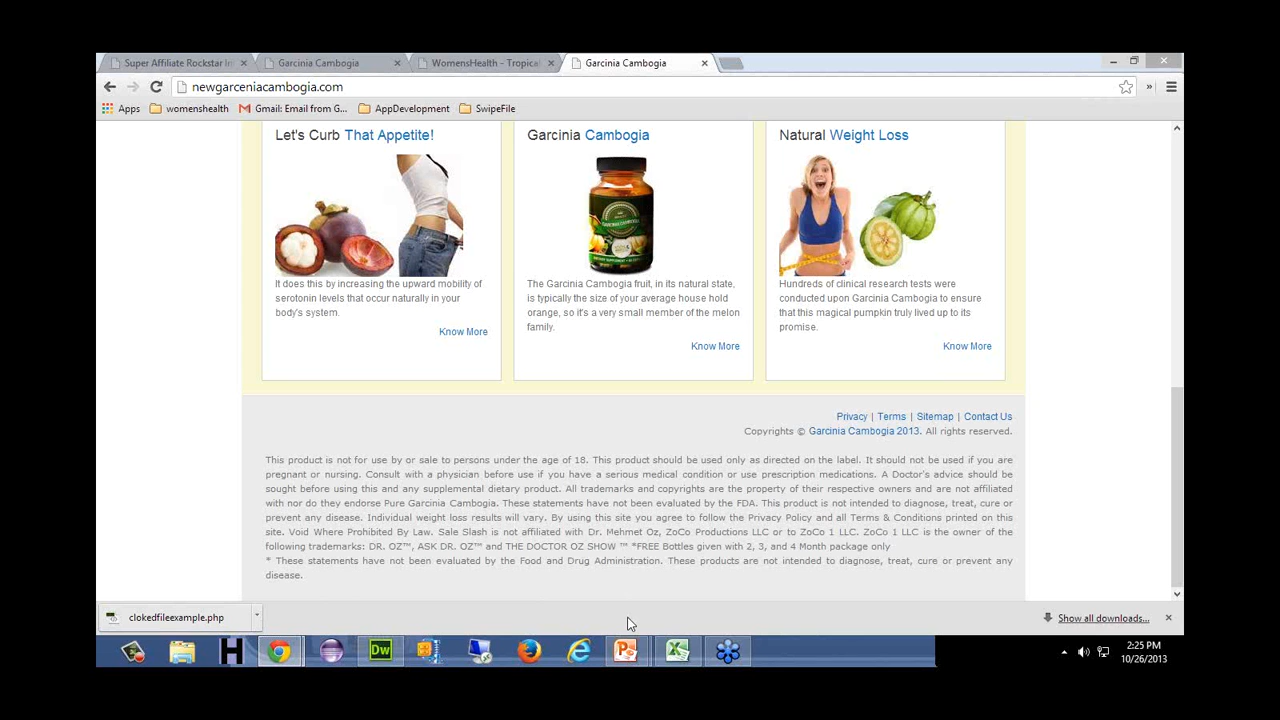 Super Affiliate Rockstar In
Garcinia Cambogia
WomensHealth - Tropical
Garcinia Cambogia
newgarceniacambogia.com
Apps
womenshealth
Gmail: Email from G...
AppDevelopment
SwipeFile
Let's Curb That Appetite!
It does this by increasing the upward mobility of
serotonin levels that occur naturally in your
body's system.
Know More
Garcinia Cambogia
GARCINIA CAMBOGIA
The Garcinia Cambogia fruit, in its natural state,
is typically the size of your average house hold
orange, so it's a very small member of the melon
family.
Know More
Natural Weight Loss
Hundreds of clinical research tests were
conducted upon Garcinia Cambogia to ensure
that this magical pumpkin truly lived up to its
promise.
Know More
Privacy | Terms | Sitemap | Contact Us
Copyrights © Garcinia Cambogia 2013. All rights reserved.
This product is not for use by or sale to persons under the age of 18. This product should be used only as directed on the label. It should not be used if you are
pregnant or nursing. Consult with a physician before use if you have a serious medical condition or use prescription medications. A Doctor's advice should be
sought before using this and any supplemental dietary product. All trademarks and copyrights are the property of their respective owners and are not affiliated
with nor do they endorse Pure Garcinia Cambogia. These statements have not been evaluated by the FDA. This product is not intended to diagnose, treat, cure or
prevent any disease. Individual weight loss results will vary. By using this site you agree to follow the Privacy Policy and all Terms & Conditions printed on this
site. Void Where Prohibited By Law. Sale Slash is not affiliated with Dr. Mehmet Oz, ZoCo Productions LLC or to ZoCo 1 LLC. ZoCo 1 LLC is the owner of the
following trademarks: DR. OZ™, ASK DR. OZ™ and THE DOCTOR OZ SHOW ™ *FREE Bottles given with 2, 3, and 4 Month package only
* These statements have not been evaluated by the Food and Drug Administration. These products are not intended to diagnose, treat, cure or prevent any
disease.
clokedfileexample.php
Show all downloads...
H
Dw
2:25 PM
10/26/2013